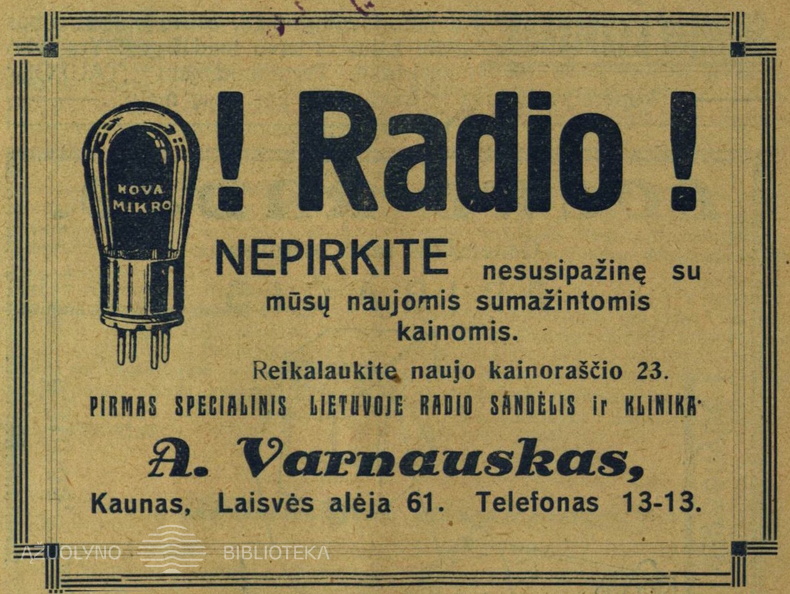 ! Radio !
NOVA
MIKRO
NEPIRKITE nesusipažinę su
mūsų naujomis sumažintomis
kainomis.
Reikalaukite naujo kainoraščio 23.
PIRMAS SPECIALINIS LIETUVOJE RADIO SANDĖLIS ir KLINIKA
A. Varnauskas,
Kaunas, Laisvės alėja 61. Telefonas 13-13.
AZUOLYNO BIBLIOTEKA